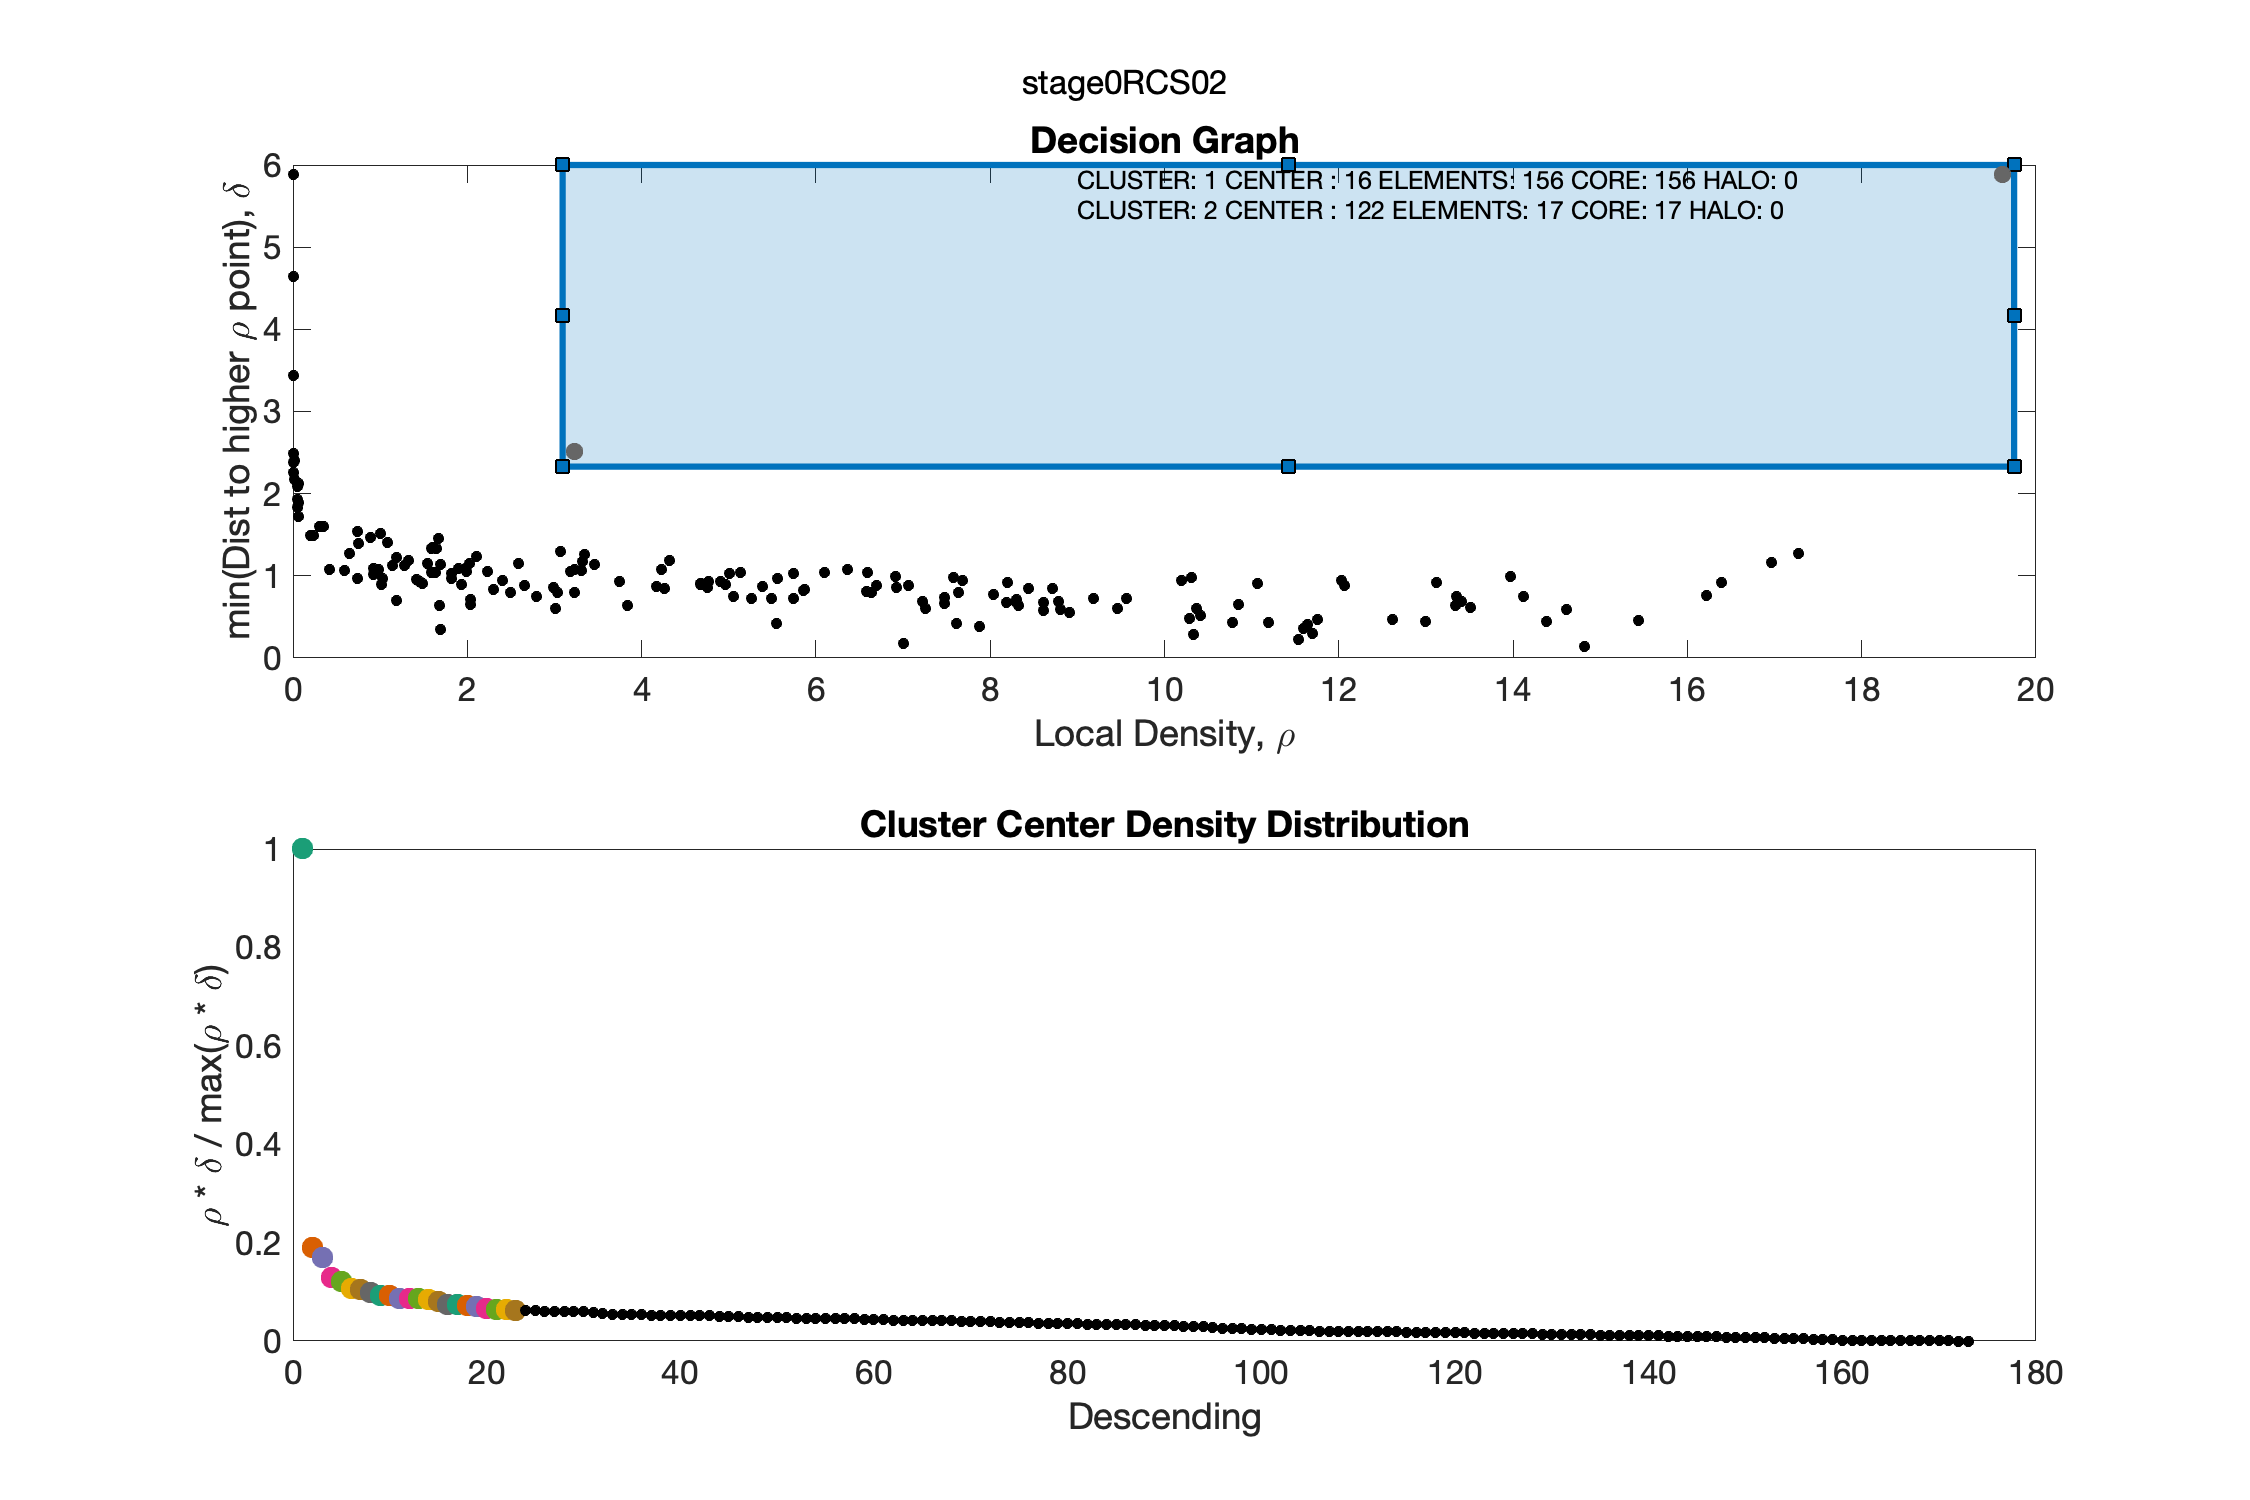 stage0RCS02
Decision Graph
CLUSTER: 1 CENTER : 16 ELEMENTS: 156 CORE: 156 HALO: 0
CLUSTER: 2 CENTER : 122 ELEMENTS: 17 CORE: 17 HALO: 0
min(Dist to higher ρ point), δ
6
5
4
3
2
1
0
0 2 4 6 8 10 12 14 16 18 20
Local Density, ρ
Cluster Center Density Distribution
ρ * δ / max(ρ * δ)
1
0.8
0.6
0.4
0.2
0
0 20 40 60 80 100 120 140 160 180
Descending